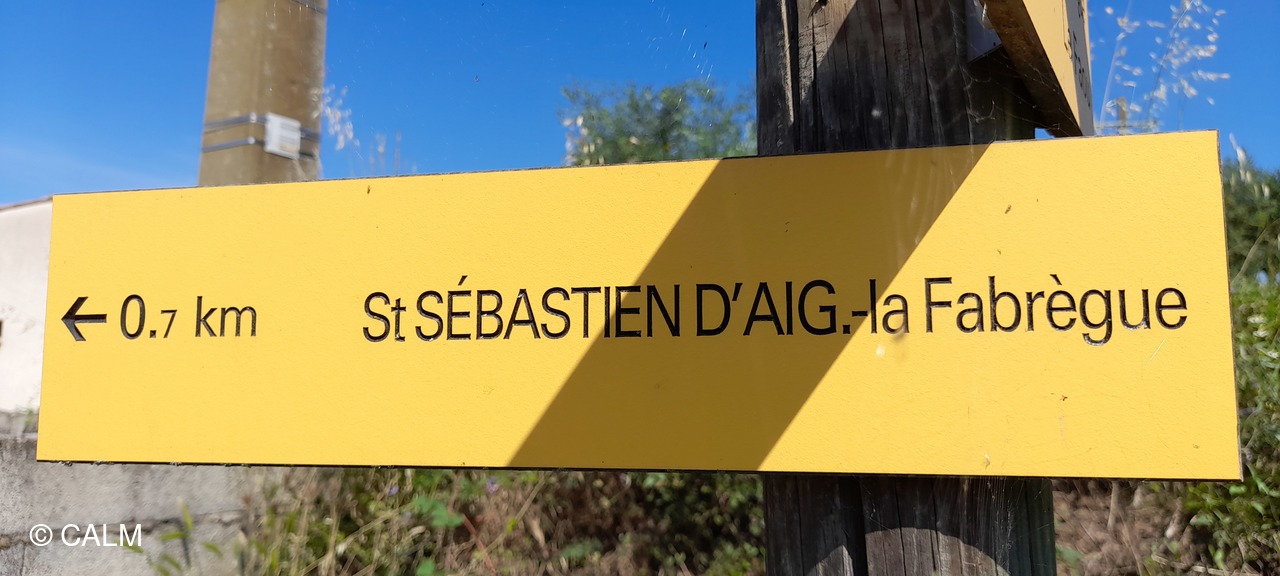 ← 0.7 km St SÉBASTIEN D'AIG.-la Fabrègue
© CALM